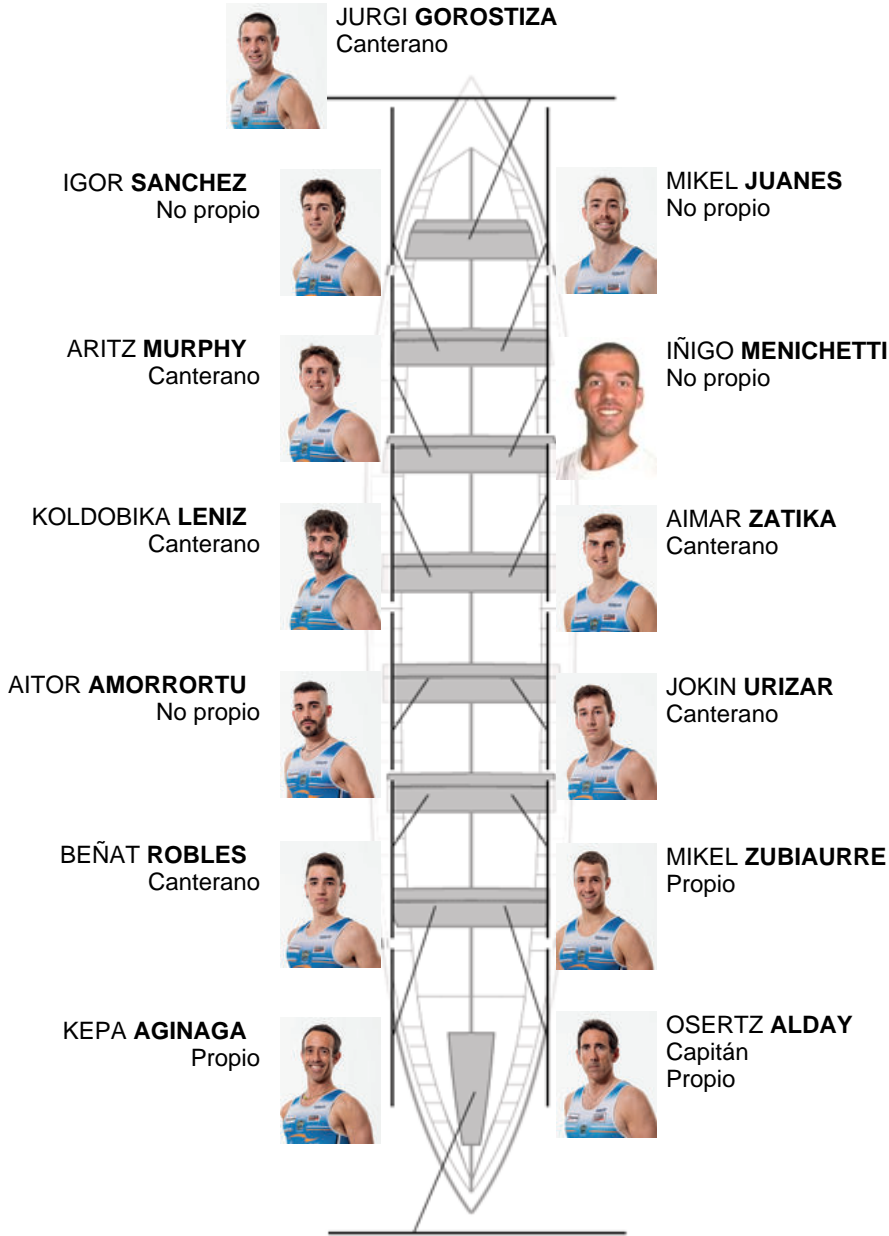 JURGI GOROSTIZA
Canterano
IGOR SANCHEZ
No propio
MIKEL JUANES
No propio
ARITZ MURPHY
Canterano
IÑIGO MENICHETTI
No propio
KOLDOBIKA LENIZ
Canterano
AIMAR ZATIKA
Canterano
AITOR AMORRORTU
No propio
JOKIN URIZAR
Canterano
BEÑAT ROBLES
Canterano
MIKEL ZUBIAURRE
Propio
KEPA AGINAGA
Propio
OSERTZ ALDAY
Capitán
Propio